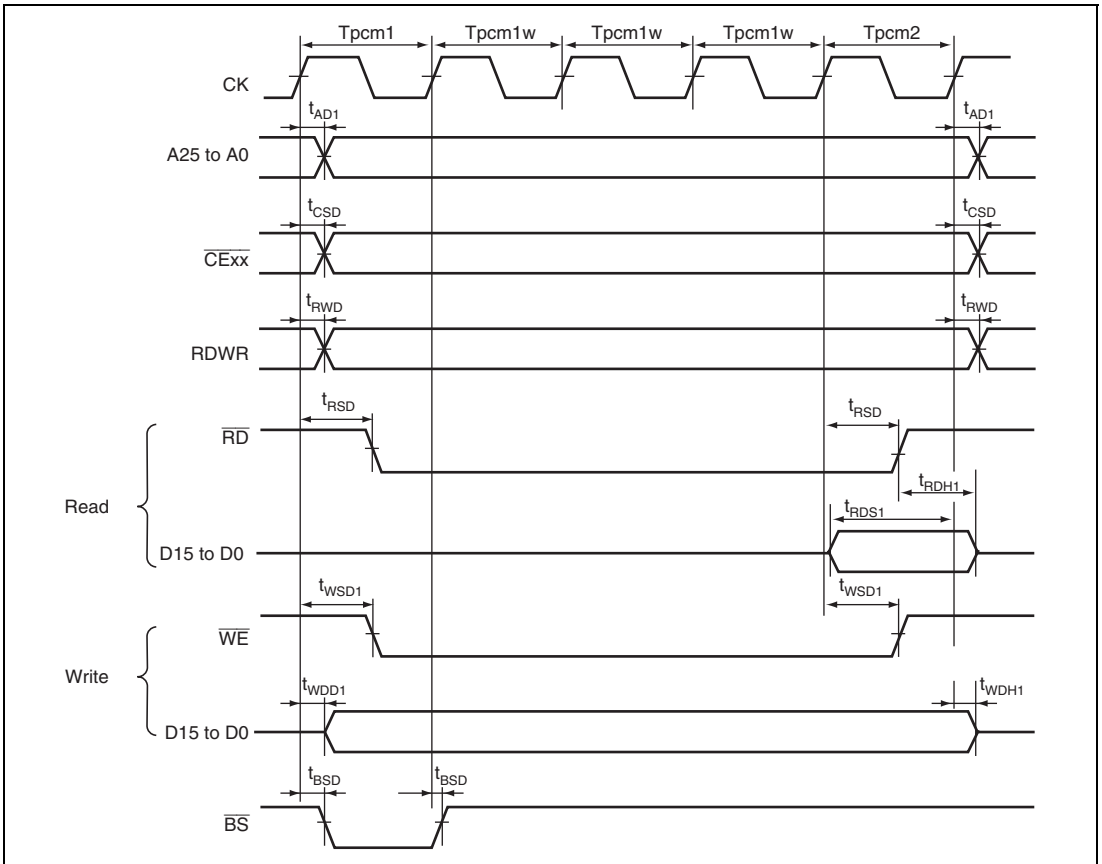 Tpcm1 Tpcm1w Tpcm1w Tpcm1w Tpcm2
CK
tAD1 tAD1
A25 to A0
tCSD tCSD
CExx
tRWD tRWD
RDWR
tRSD tRSD
RD
tRDH1
Read
tRDS1
D15 to D0
tWSD1 tWSD1
WE
Write
tWDD1 tWDH1
D15 to D0
tBSD tBSD
BS